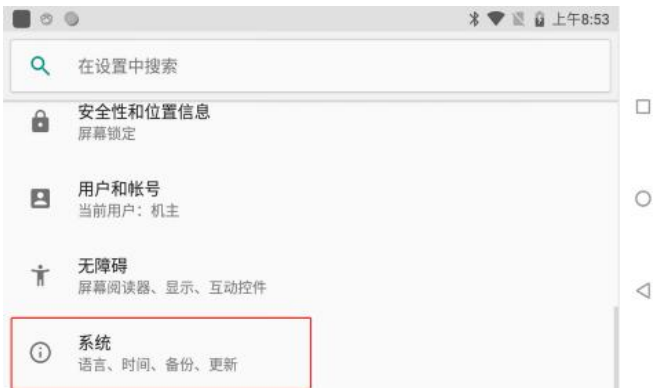 上午8:53
在设置中搜索
安全性和位置信息
屏幕锁定
用户和帐号
当前用户：机主
无障碍
屏幕阅读器、显示、互动控件
系统
语言、时间、备份、更新